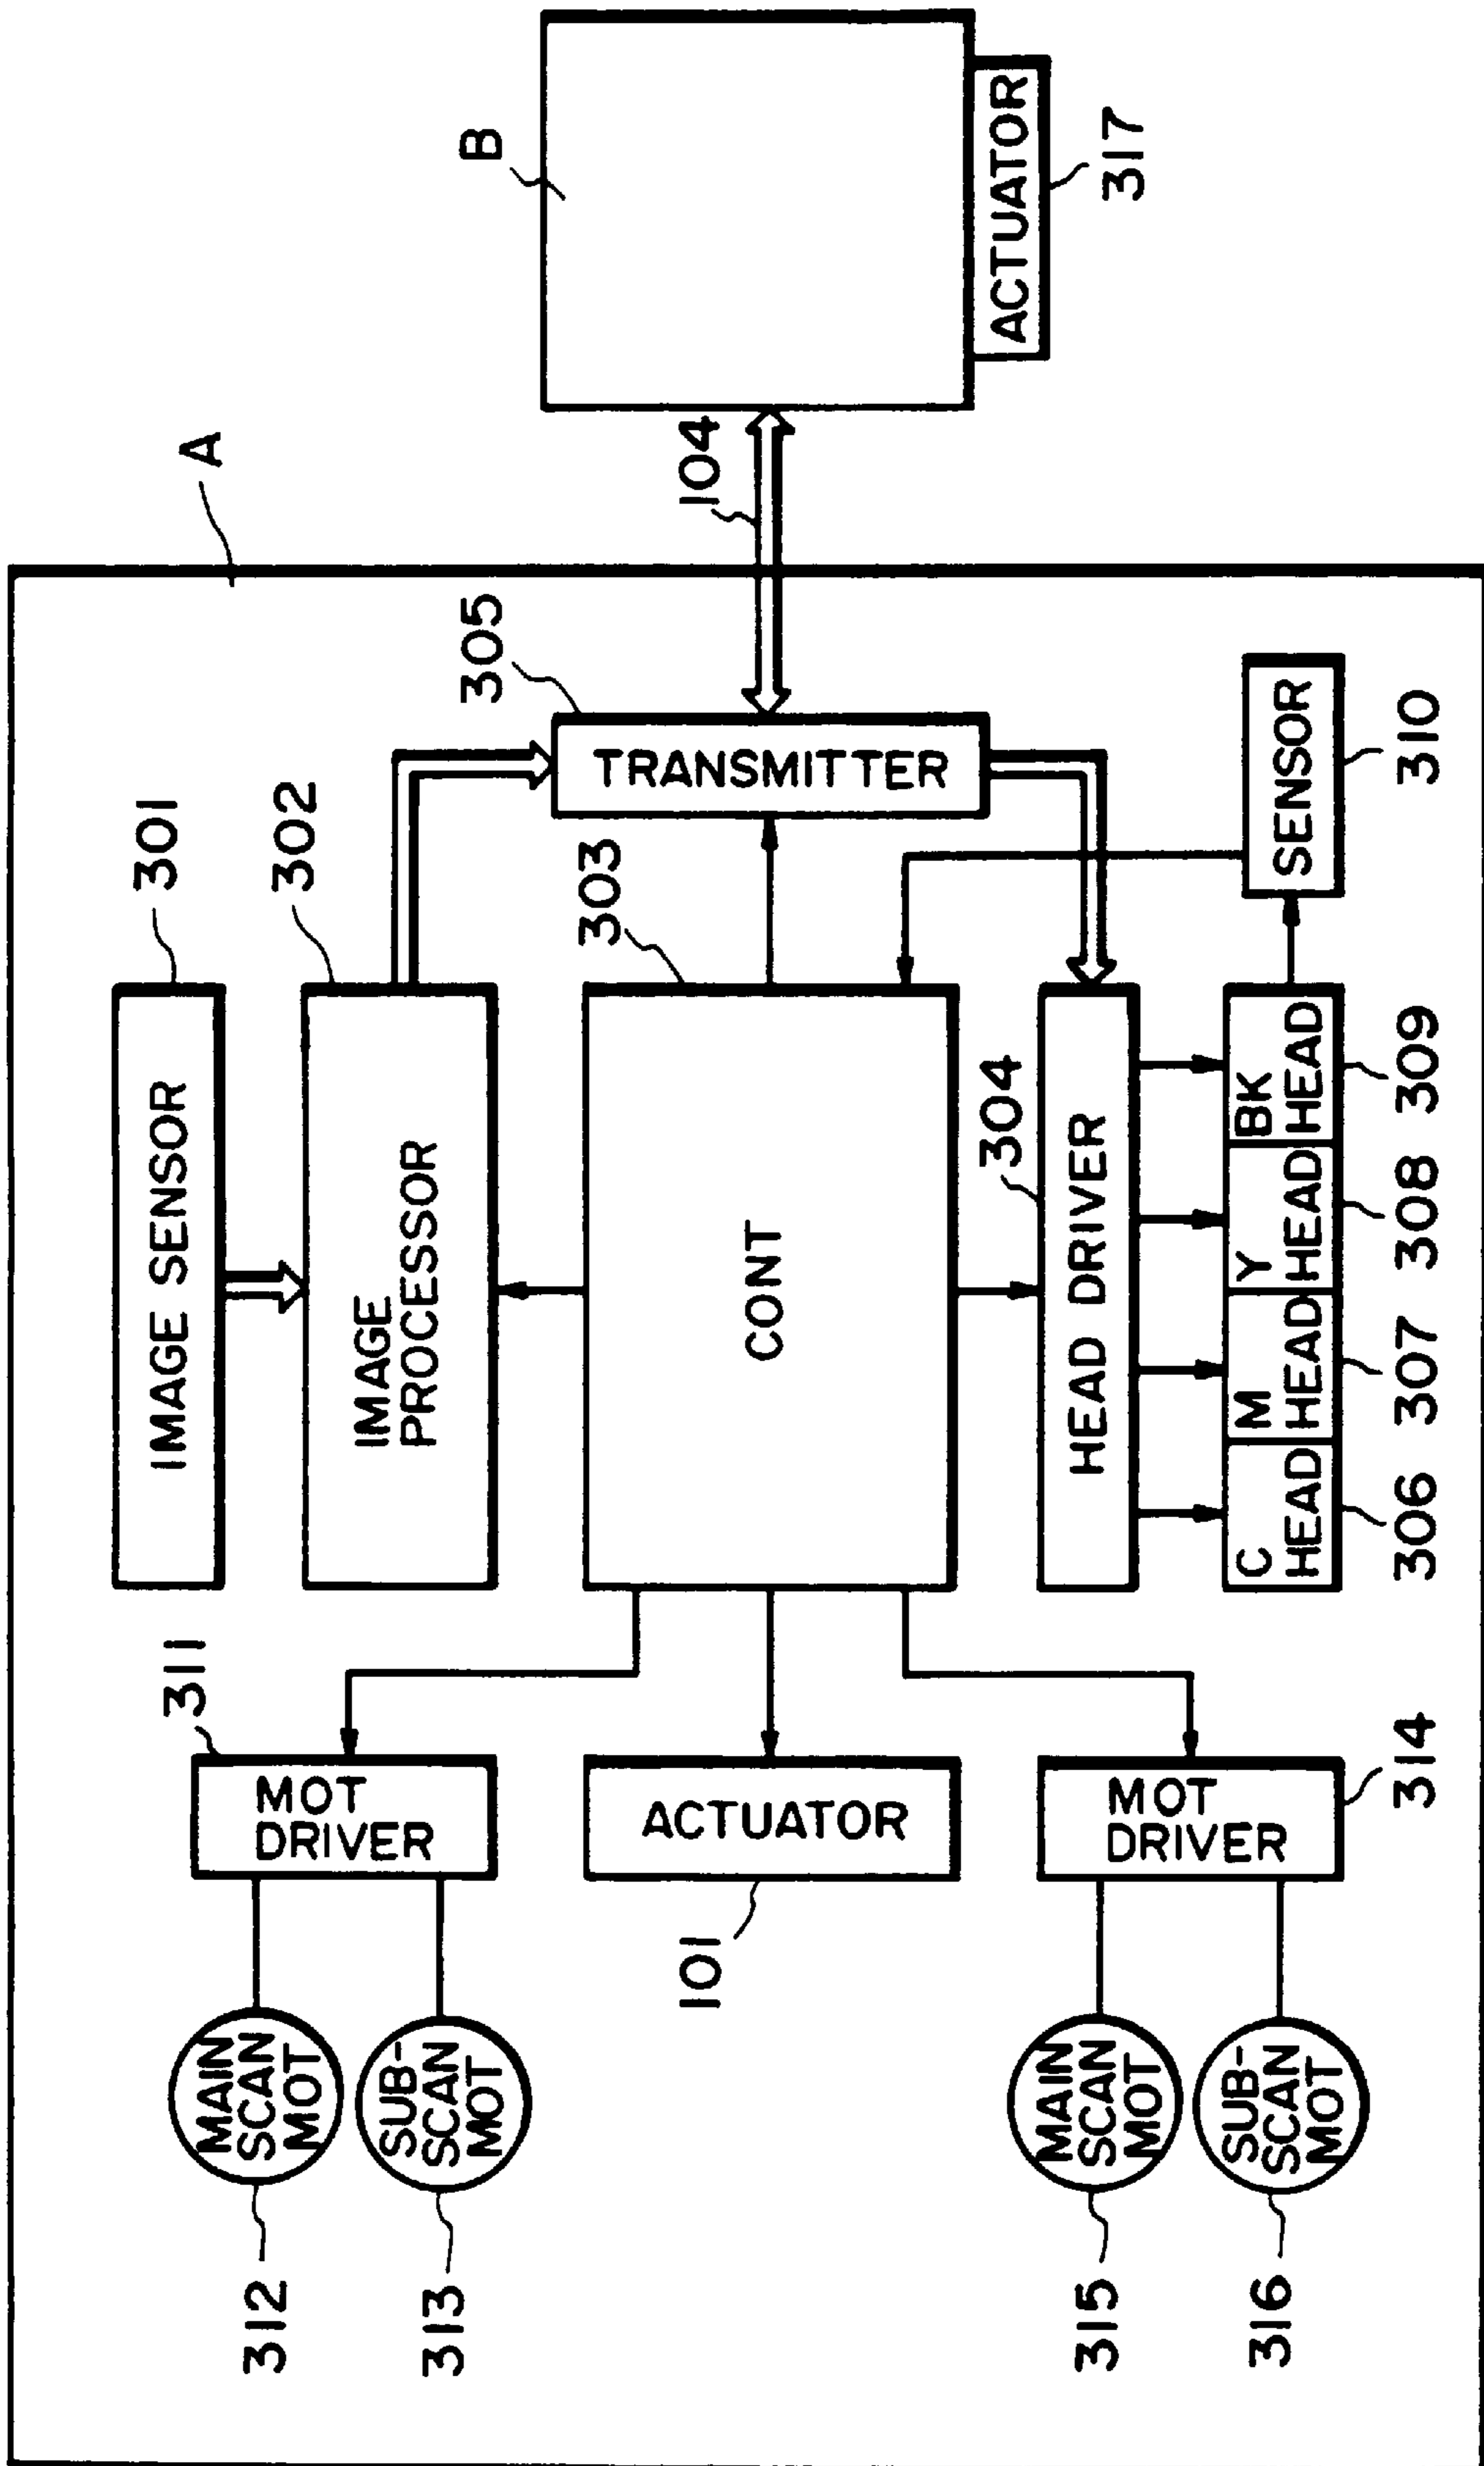 A
B
104
ACTUATOR
317
301
IMAGE SENSOR
302
IMAGE
PROCESSOR
303
CONT
305
TRANSMITTER
304
HEAD DRIVER
C
HEAD
306
M
HEAD
307
Y
HEAD
308
BK
HEAD
309
SENSOR
310
311
MOT
DRIVER
MAIN
SCAN
MOT
312
SUB-
SCAN
MOT
313
ACTUATOR
101
MOT
DRIVER
314
MAIN
SCAN
MOT
315
SUB-
SCAN
MOT
316